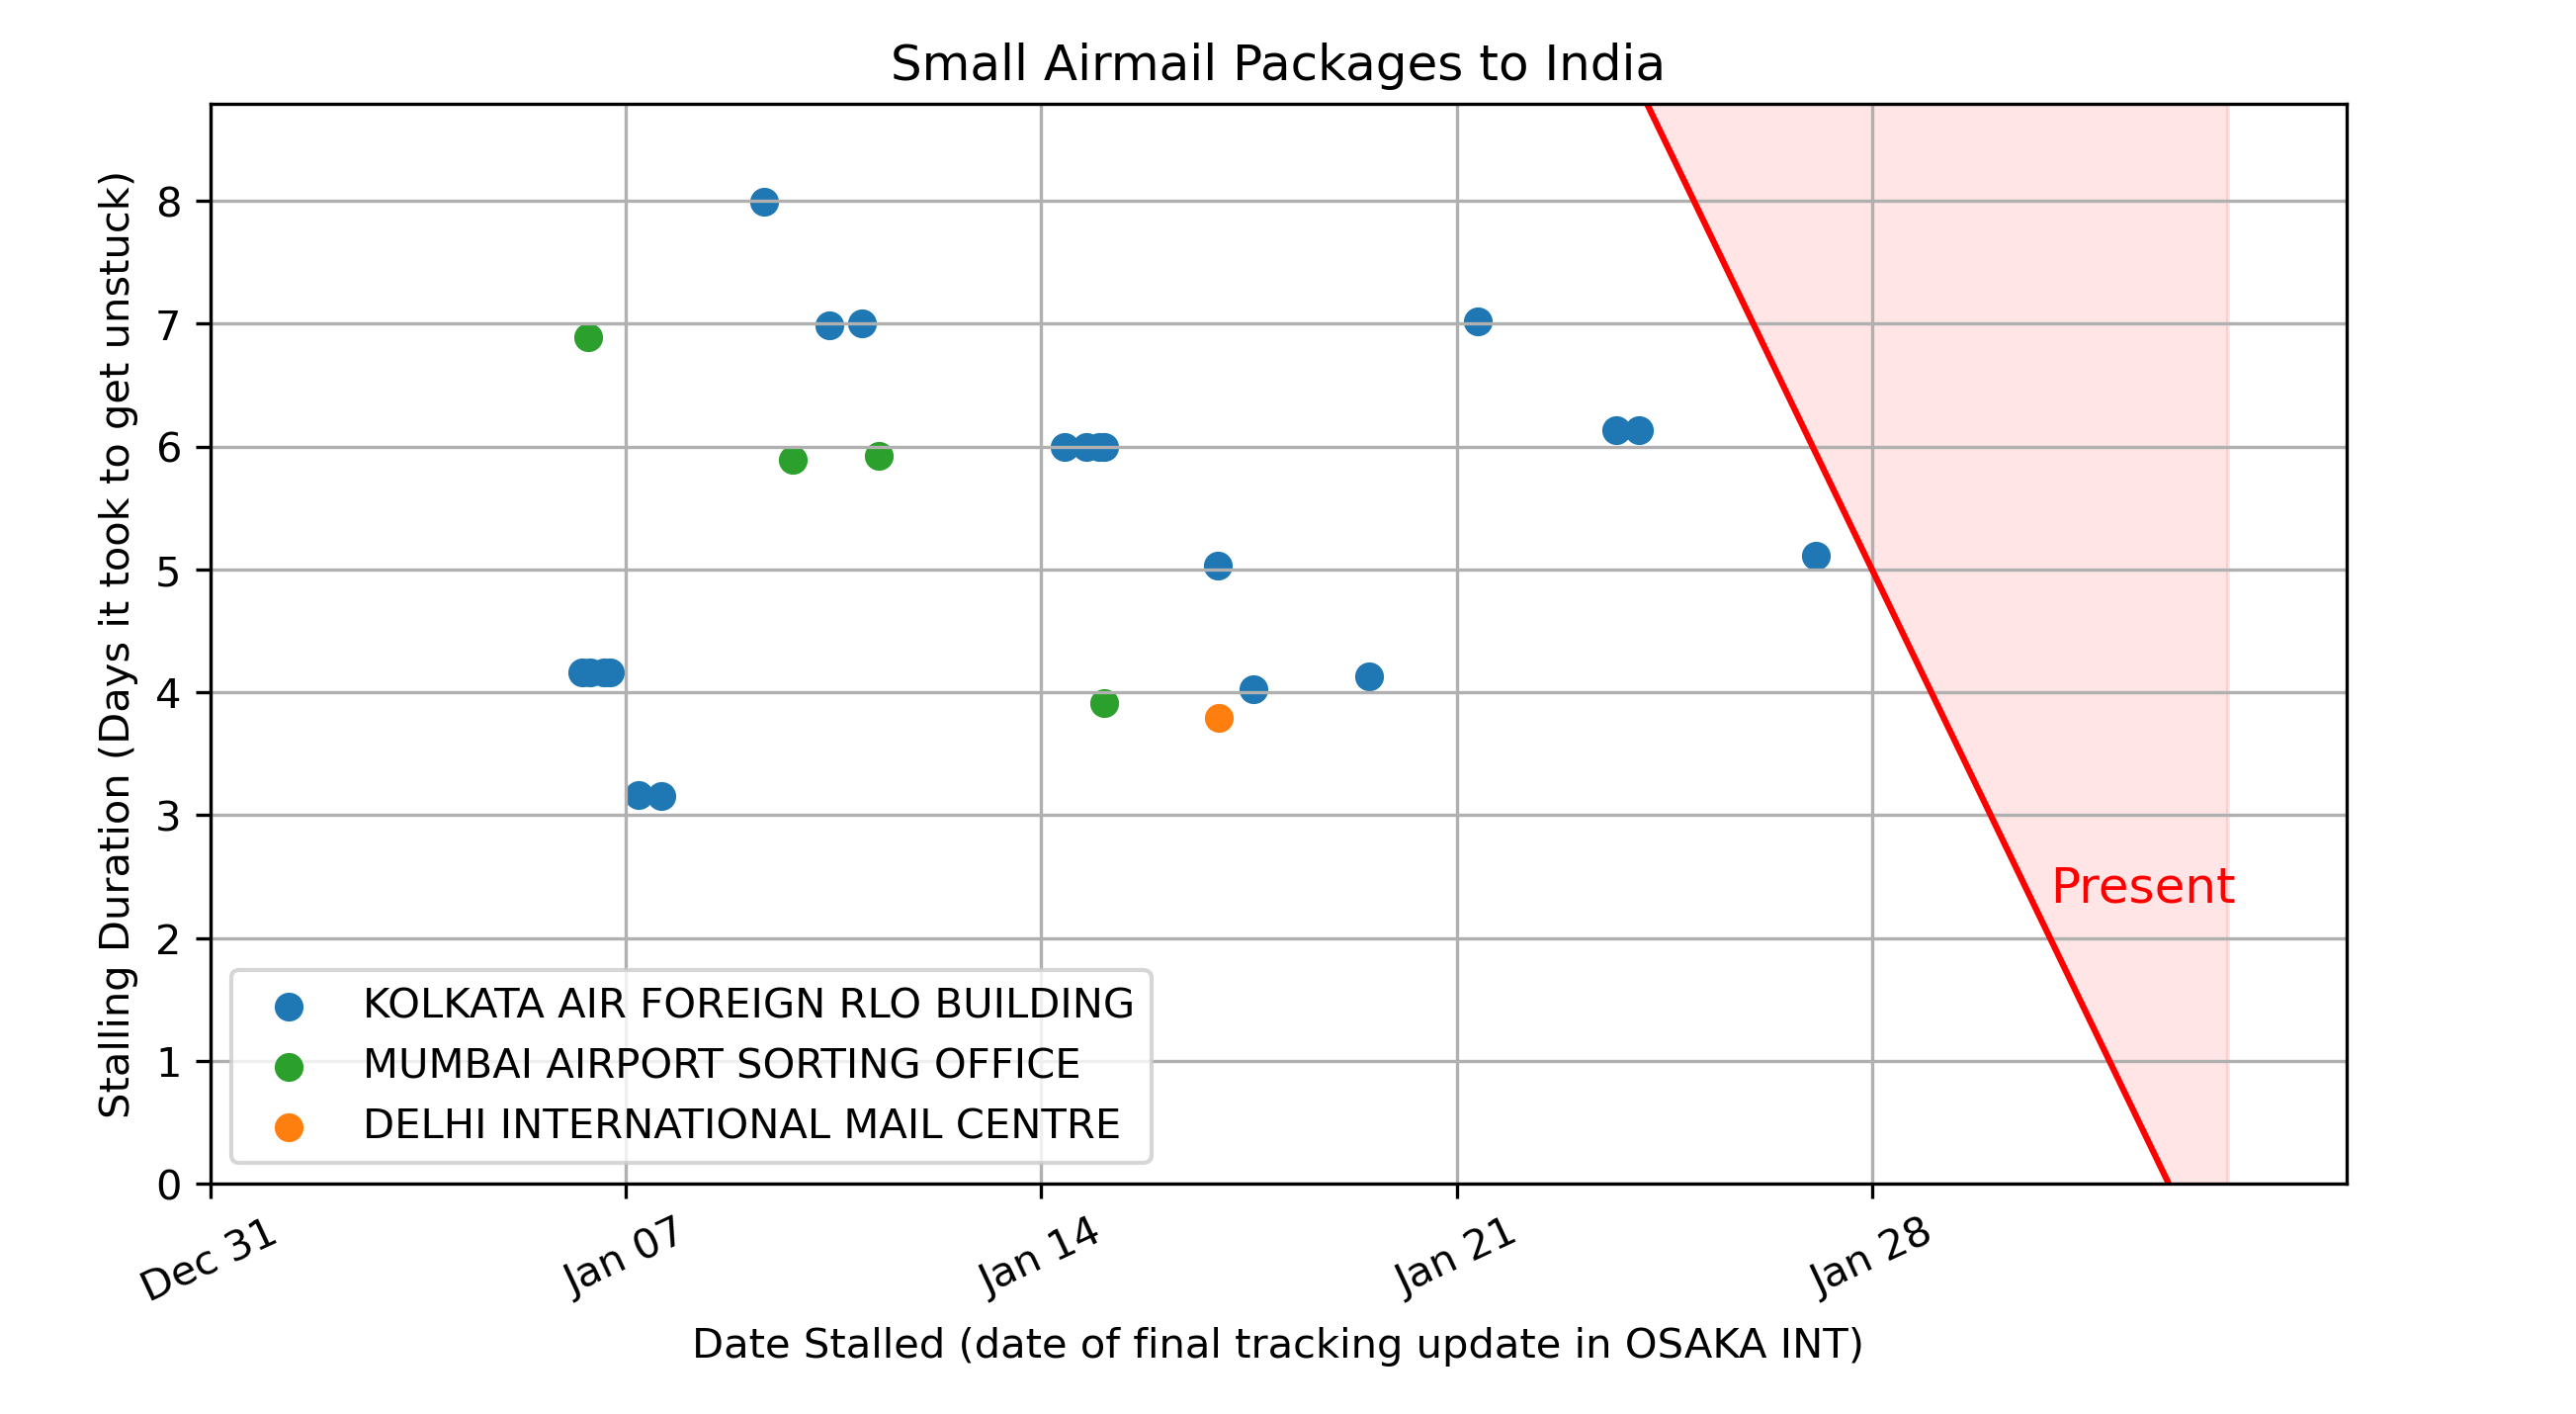 Small Airmail Packages to India
Stalling Duration (Days it took to get unstuck)
8
7
6
5
4
3
2
1
0
Present
KOLKATA AIR FOREIGN RLO BUILDING
MUMBAI AIRPORT SORTING OFFICE
DELHI INTERNATIONAL MAIL CENTRE
Dec 31
Jan 07
Jan 14
Jan 21
Jan 28
Date Stalled (date of final tracking update in OSAKA INT)